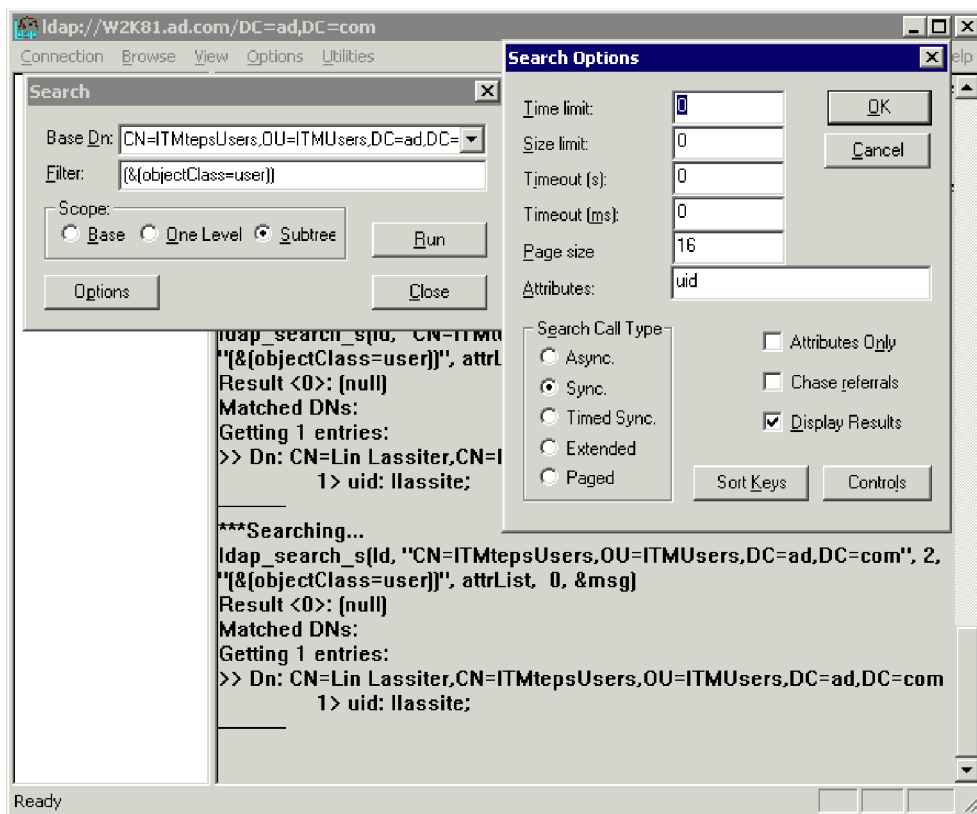 ldap://W2K81.ad.com/DC=ad,DC=com
Connection Browse View Options Utilities
elp
Search
Base Dn: CN=ITMtepsUsers,OU=ITMUsers,DC=ad,DC=
Filter: (&(objectClass=user))
Scope:
Base One Level Subtree
Run
Options
Close
Search Options
Time limit: 0
OK
Size limit: 0
Cancel
Timeout (s): 0
Timeout (ms): 0
Page size 16
Attributes: uid
Search Call Type
Async.
Sync.
Timed Sync.
Extended
Paged
Attributes Only
Chase referrals
Display Results
Sort Keys
Controls
ldap_search_s(ld, "CN=ITMt
"(&(objectClass=user))", attrL
Result <0>: (null)
Matched DNs:
Getting 1 entries:
>> Dn: CN=Lin Lassiter,CN=I
1> uid: llassite;
***Searching...
ldap_search_s(ld, "CN=ITMtepsUsers,OU=ITMUsers,DC=ad,DC=com", 2,
"(&(objectClass=user))", attrList, 0, &msg)
Result <0>: (null)
Matched DNs:
Getting 1 entries:
>> Dn: CN=Lin Lassiter,CN=ITMtepsUsers,OU=ITMUsers,DC=ad,DC=com
1> uid: llassite;
Ready